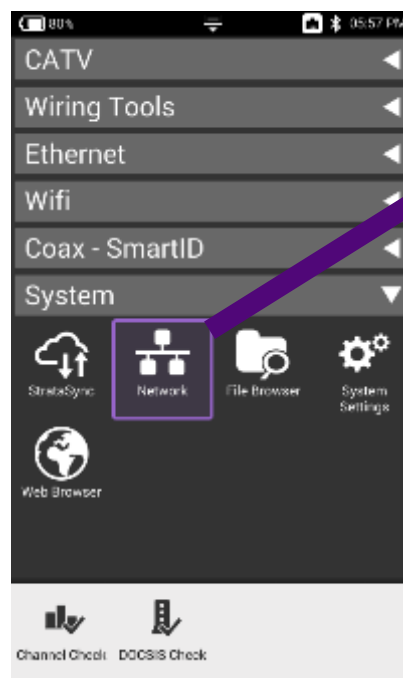 80% 05:57 PM
CATV
Wiring Tools
Ethernet
Wifi
Coax - SmartID
System
StrataSync Network File Browser System Settings
Web Browser
Channel Check DOCSIS Check